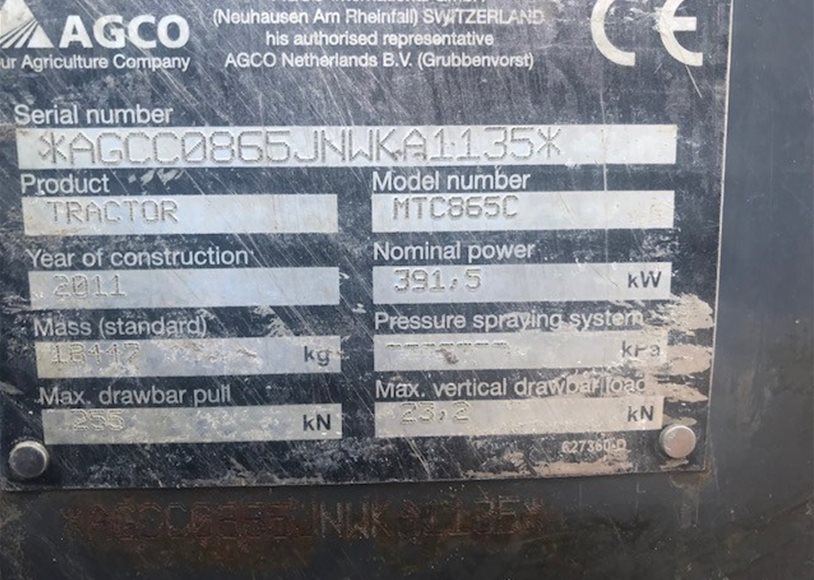 (Neuhausen Am Rheinfall) SWITZERLAND
his authorised representative
AGCO Netherlands B.V. (Grubbenvorst)
AGCO
our Agriculture Company
CE
Serial number
*AGCC0865JNWKA1135*
Product
TRACTOR
Model number
MTC865C
Year of construction
2011
Nominal power
391,5 kW
Mass (standard)
kg
Pressure spraying system
kPa
Max. drawbar pull
255 kN
Max. vertical drawbar load
23,2 kN